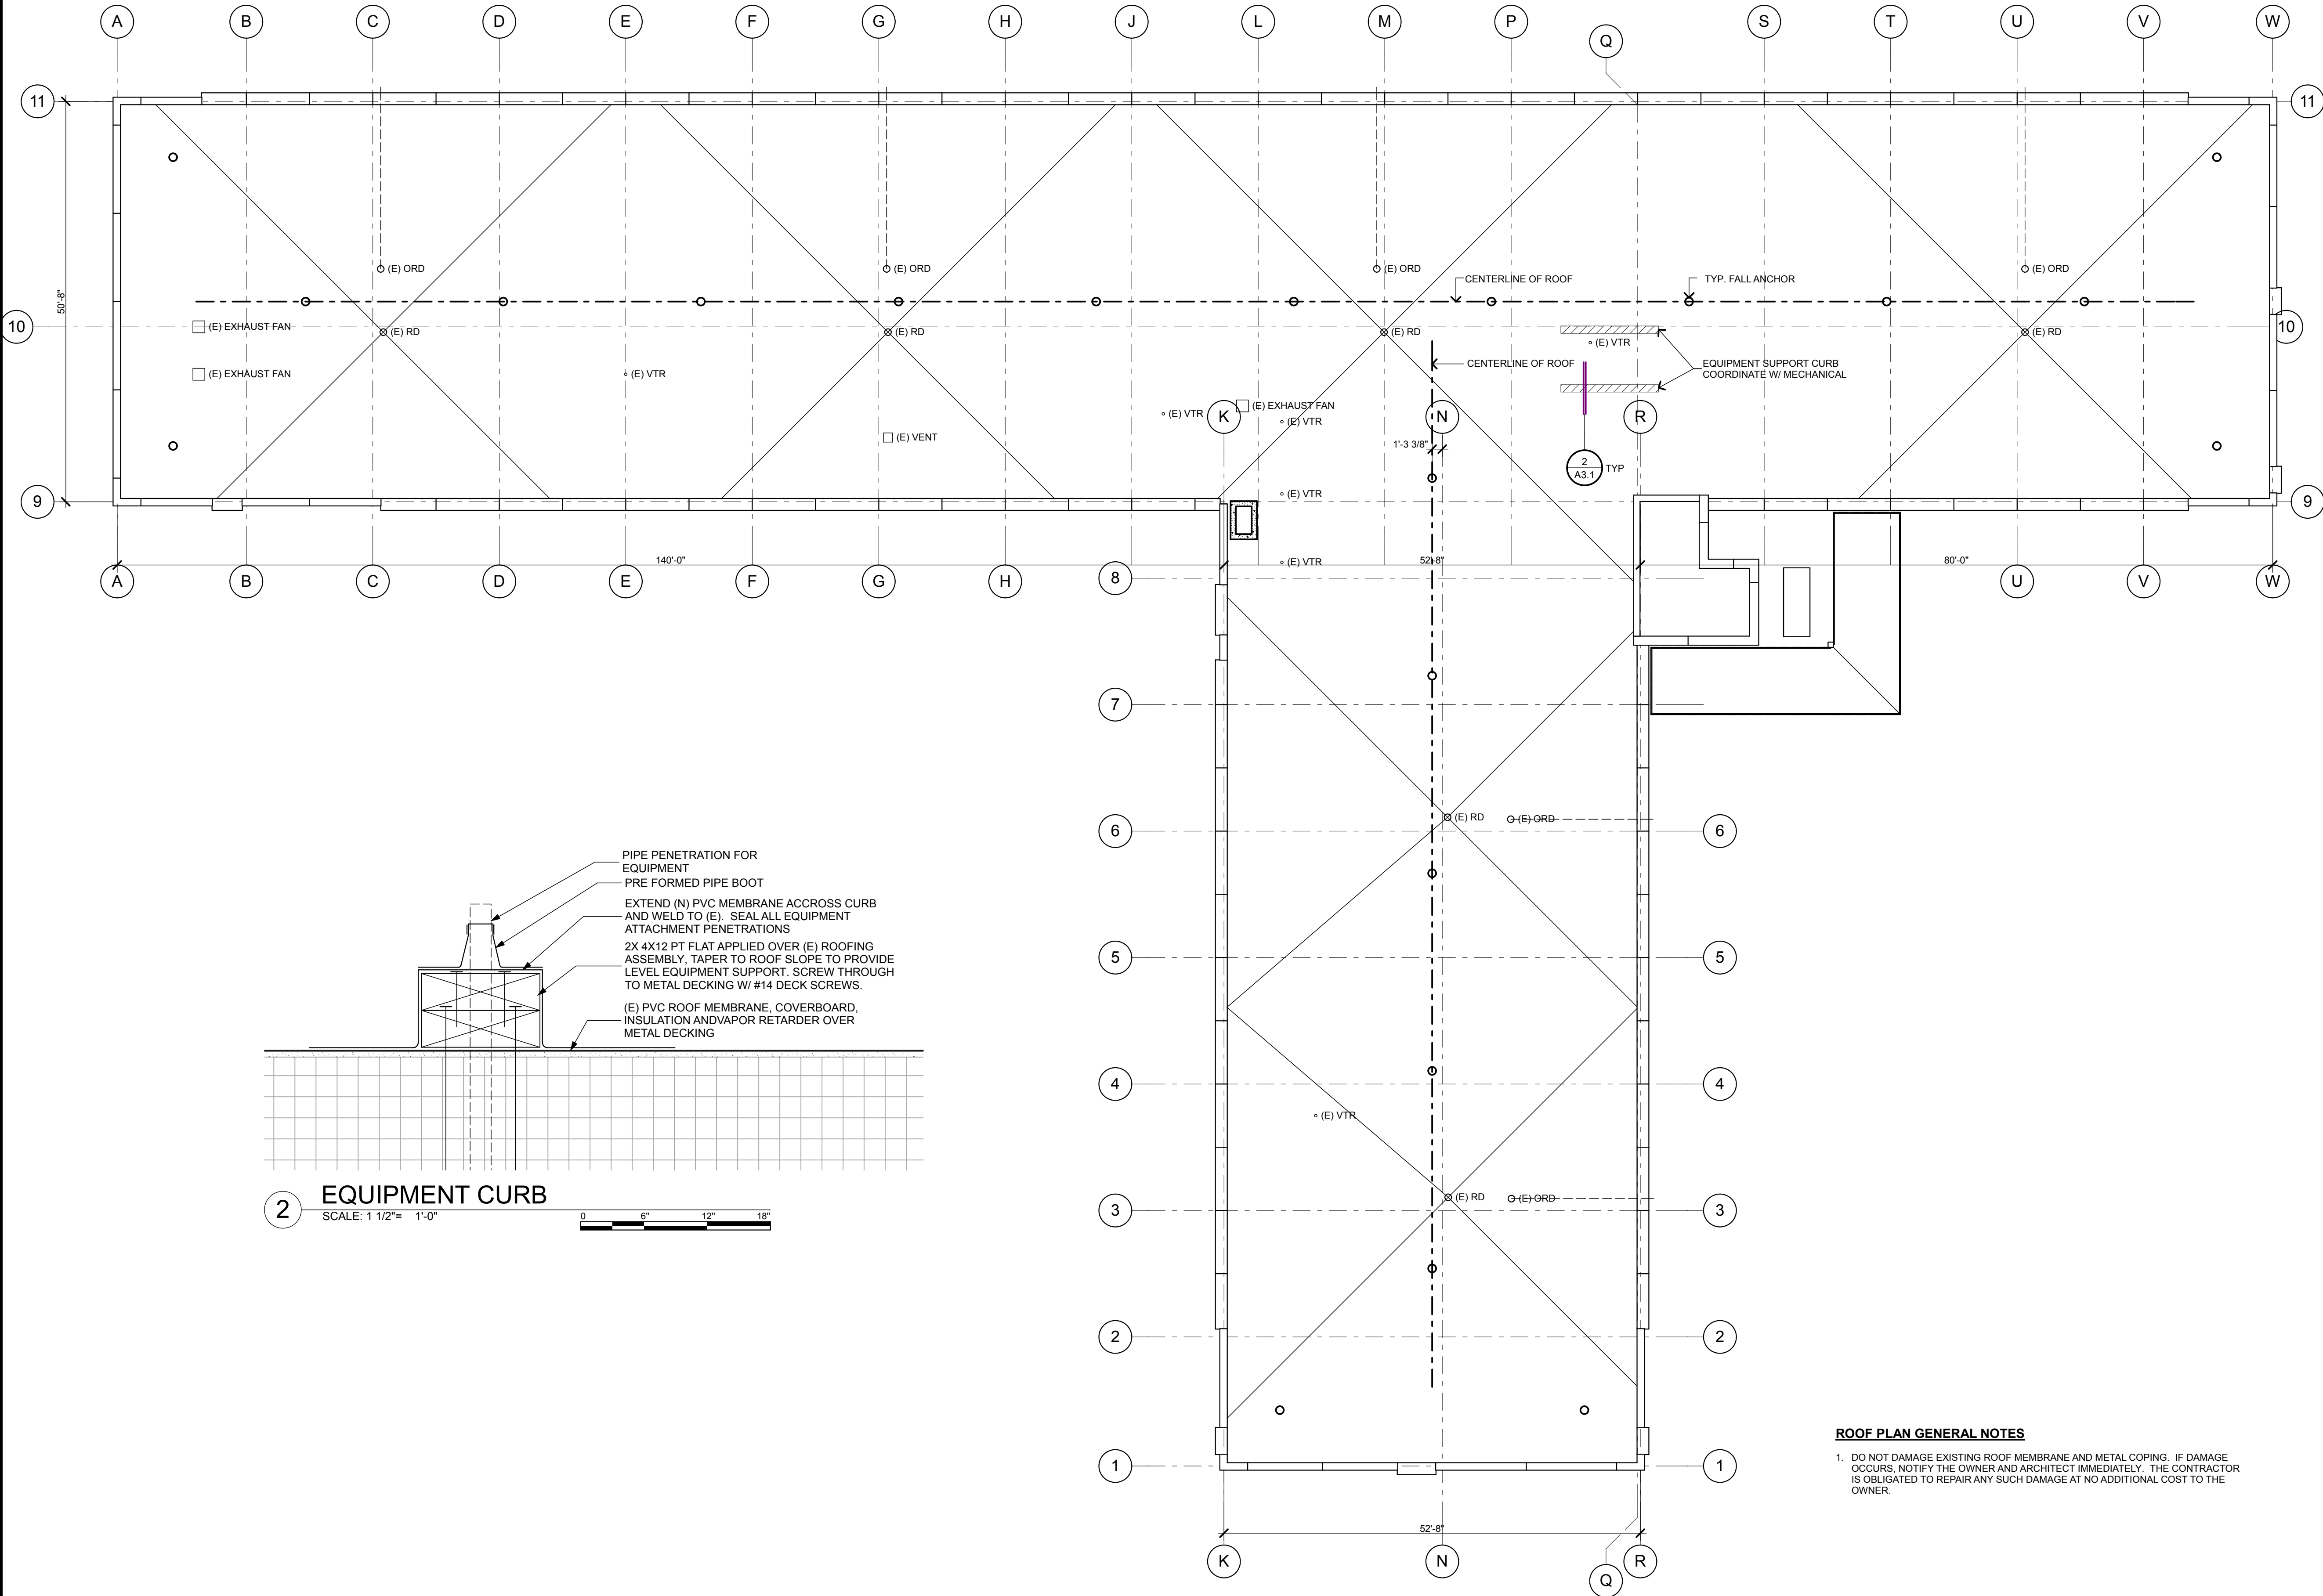 A B C D E F G H J L M P Q S T U V W
11 11
50'-8"
(E) ORD (E) ORD (E) ORD (E) ORD
CENTERLINE OF ROOF
TYP. FALL ANCHOR
10 10
(E) EXHAUST FAN
(E) RD (E) RD (E) RD (E) RD
(E) VTR
(E) EXHAUST FAN
(E) VTR
CENTERLINE OF ROOF
EQUIPMENT SUPPORT CURB
COORDINATE W/ MECHANICAL
(E) VTR
(E) EXHAUST FAN
(E) VTR
K N R
(E) VENT
1'-3 3/8"
2
A3.1
TYP
(E) VTR
9 9
140'-0" 52'-8" 80'-0"
(E) VTR
A B C D E F G H 8 U V W
7
(E) RD (E) ORD
6 6
5 5
4 4
(E) VTR
(E) RD (E) ORD
3 3
2 2
1 1
52'-8"
K N R
Q
PIPE PENETRATION FOR
EQUIPMENT
PRE FORMED PIPE BOOT
EXTEND (N) PVC MEMBRANE ACCROSS CURB
AND WELD TO (E). SEAL ALL EQUIPMENT
ATTACHMENT PENETRATIONS
2X 4X12 PT FLAT APPLIED OVER (E) ROOFING
ASSEMBLY, TAPER TO ROOF SLOPE TO PROVIDE
LEVEL EQUIPMENT SUPPORT. SCREW THROUGH
TO METAL DECKING W/ #14 DECK SCREWS.
(E) PVC ROOF MEMBRANE, COVERBOARD,
INSULATION ANDVAPOR RETARDER OVER
METAL DECKING
2 EQUIPMENT CURB
SCALE: 1 1/2"= 1'-0"
0 6" 12" 18"
ROOF PLAN GENERAL NOTES
1. DO NOT DAMAGE EXISTING ROOF MEMBRANE AND METAL COPING. IF DAMAGE
OCCURS, NOTIFY THE OWNER AND ARCHITECT IMMEDIATELY. THE CONTRACTOR
IS OBLIGATED TO REPAIR ANY SUCH DAMAGE AT NO ADDITIONAL COST TO THE
OWNER.